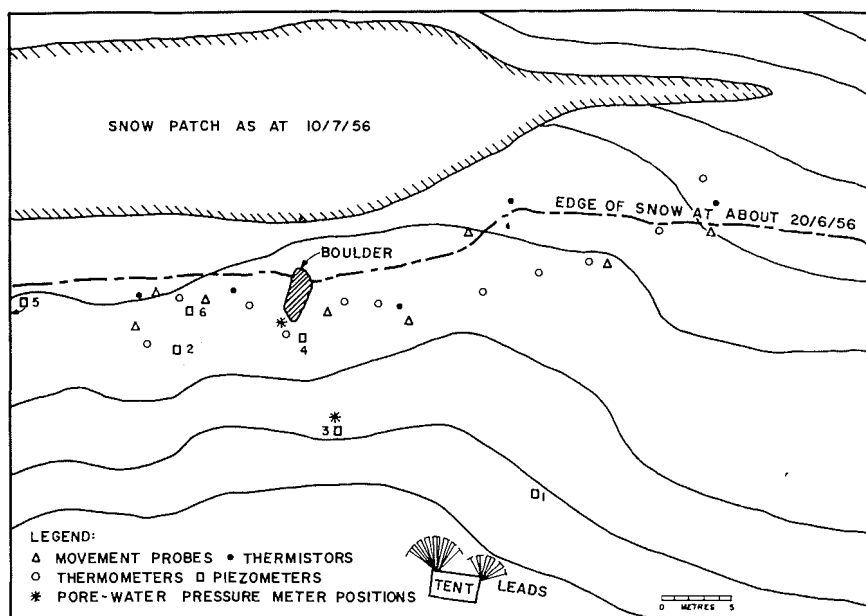 SNOW PATCH AS AT 10/7/56
EDGE OF SNOW AT ABOUT 20/6/56
BOULDER
5
6
2
4
3
1
LEGEND:
△ MOVEMENT PROBES • THERMISTORS
○ THERMOMETERS □ PIEZOMETERS
✳ PORE-WATER PRESSURE METER POSITIONS
TENT
LEADS
0 METRES 5